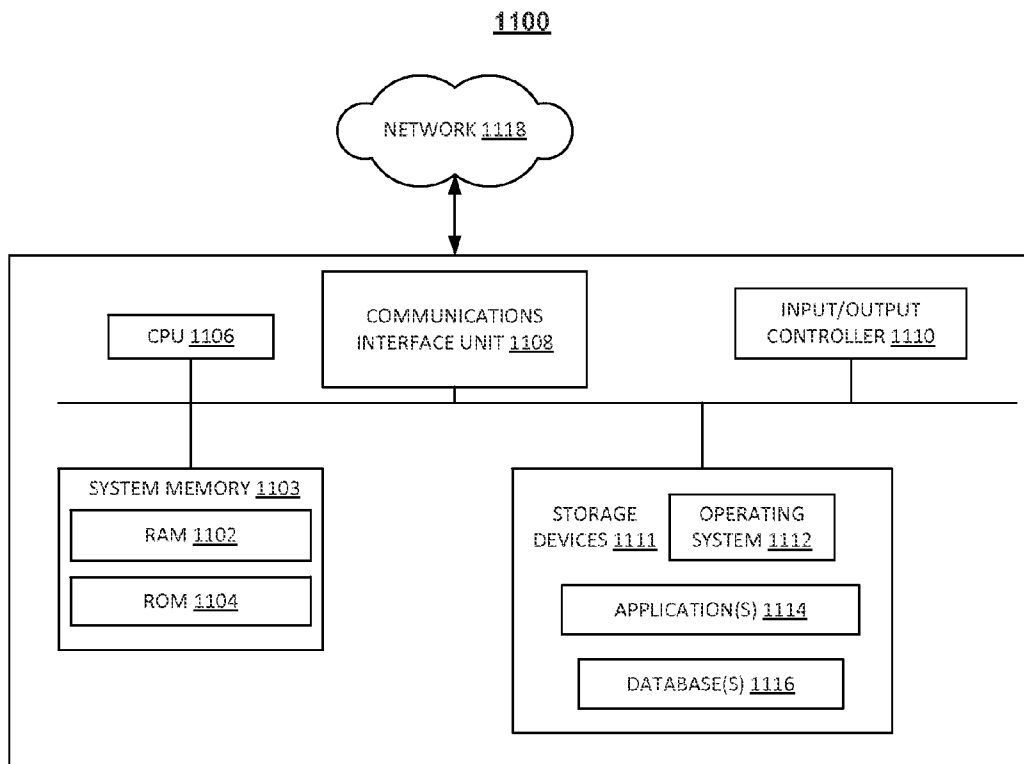 1100
NETWORK 1118
CPU 1106
COMMUNICATIONS
INTERFACE UNIT 1108
INPUT/OUTPUT
CONTROLLER 1110
SYSTEM MEMORY 1103
RAM 1102
ROM 1104
STORAGE
DEVICES 1111
OPERATING
SYSTEM 1112
APPLICATION(S) 1114
DATABASE(S) 1116